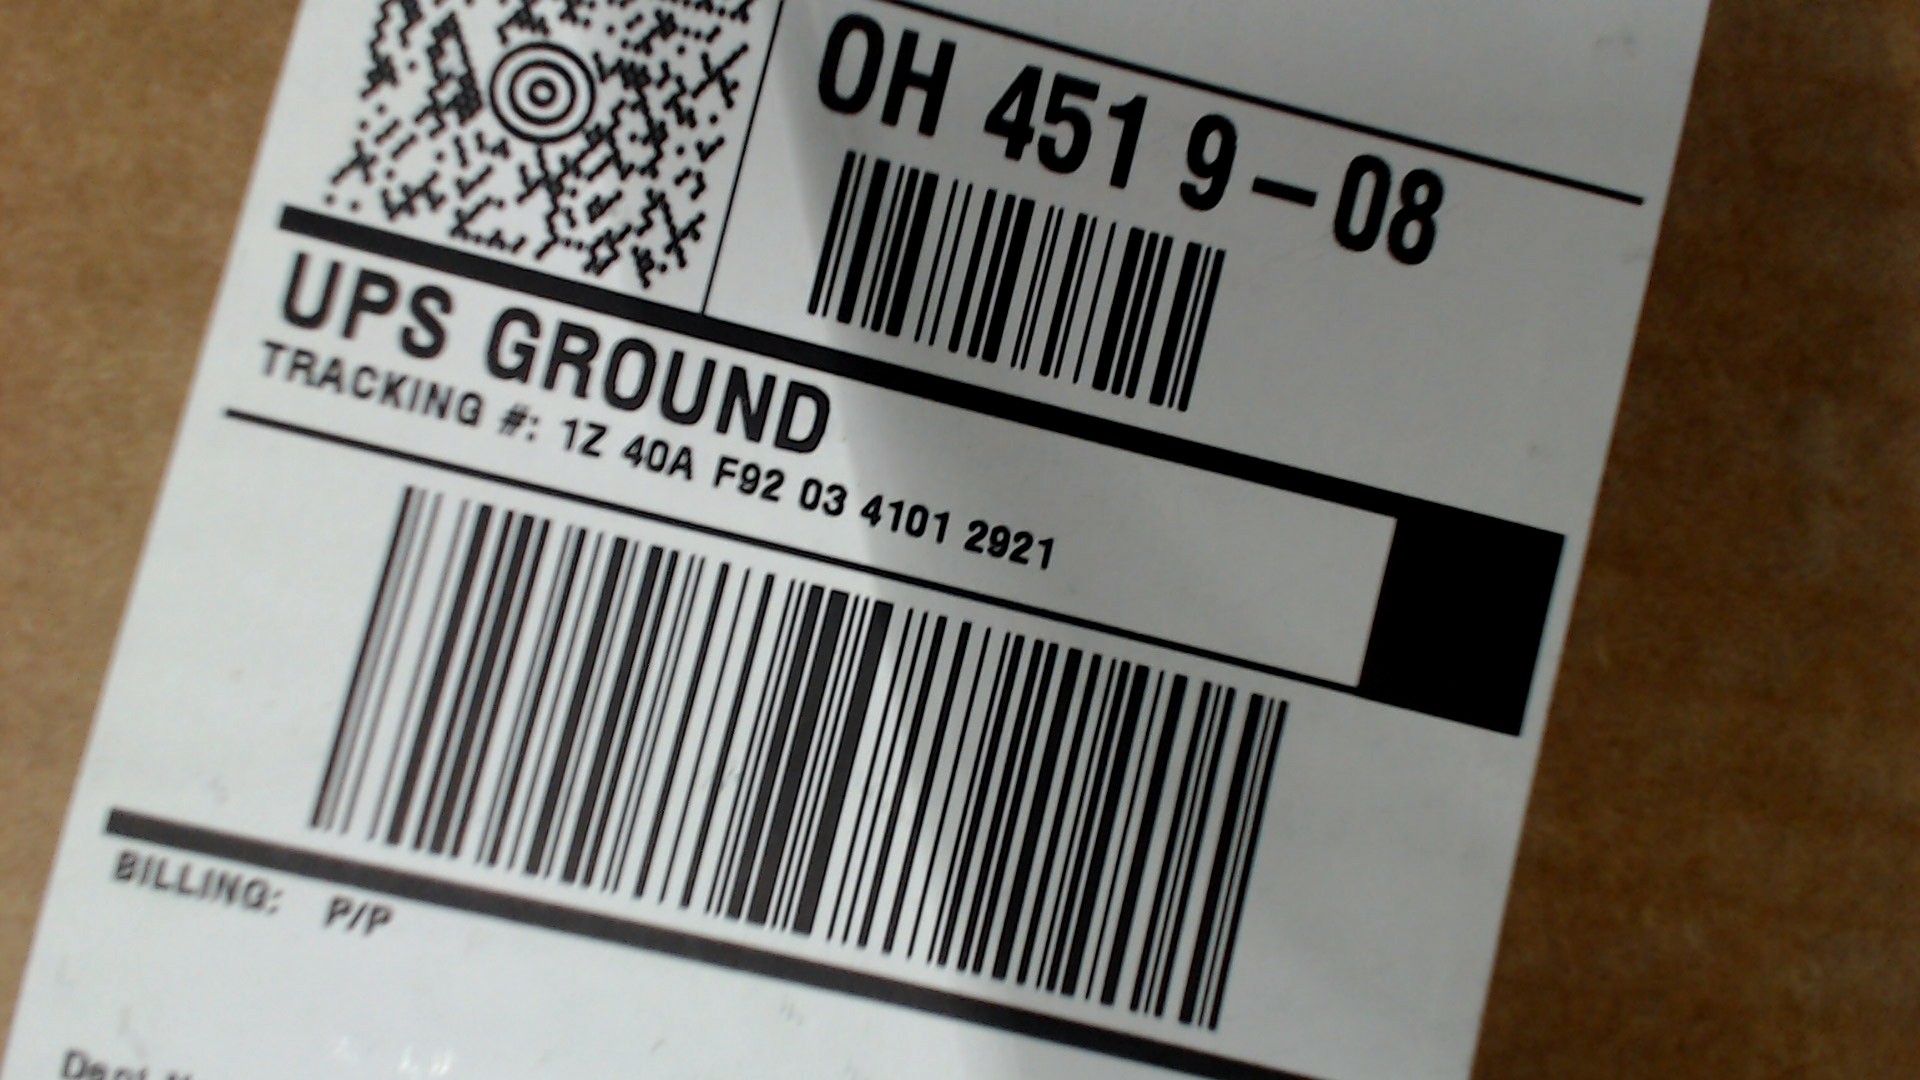 OH 451 9-08
UPS GROUND
TRACKING #: 1Z 40A F92 03 4101 2921
BILLING: P/P